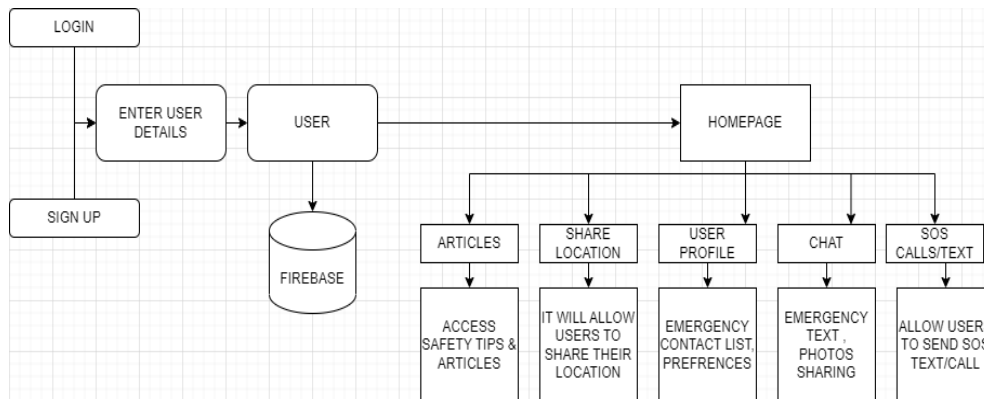 LOGIN
ENTER USER
DETAILS
USER
HOMEPAGE
SIGN UP
FIREBASE
ARTICLES
SHARE
LOCATION
USER
PROFILE
CHAT
SOS
CALLS/TEXT
ACCESS
SAFETY TIPS &
ARTICLES
IT WILL ALLOW
USERS TO
SHARE THEIR
LOCATION
EMERGENCY
CONTACT LIST,
PREFRENCES
EMERGENCY
TEXT ,
PHOTOS
SHARING
ALLOW USER
TO SEND SOS
TEXT/CALL